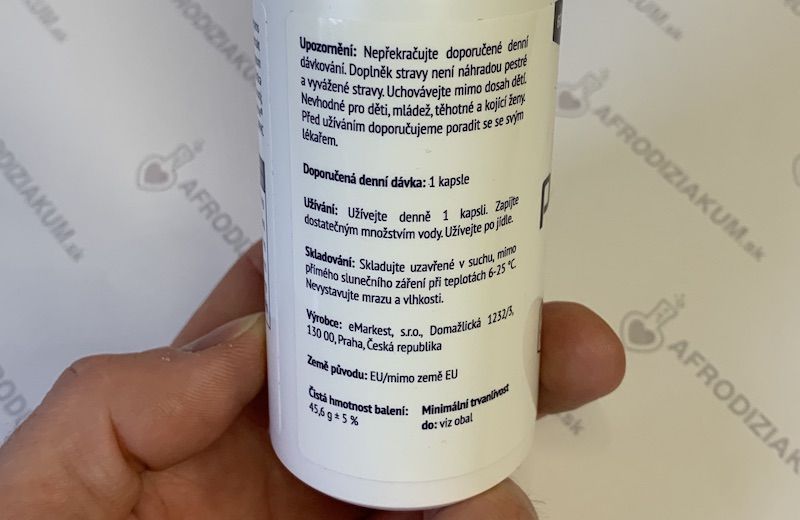 Upozornění: Nepřekračujte doporučené denní
dávkování. Doplněk stravy není náhradou pestré
a vyvážené stravy. Uchovávejte mimo dosah dětí.
Nevhodné pro děti, mládež, těhotné a kojící ženy.
Před užíváním doporučujeme poradit se se svým
lékařem.
Doporučená denní dávka: 1 kapsle
Užívání: Užívejte denně 1 kapsli. Zapijte
dostatečným množstvím vody. Užívejte po jídle.
Skladování: Skladujte uzavřené v suchu, mimo
přímého slunečního záření při teplotách 6-25 °C.
Nevystavujte mrazu a vlhkosti.
Výrobce: eMarkest, s.r.o., Domažlická 1232/3,
130 00, Praha, Česká republika
Země původu: EU/mimo země EU
Čistá hmotnost balení:
45,6 g ± 5 %
Minimální trvanlivost
do: viz obal
AFRODIZIAKUM.sk
AFRODIZIAKUM.sk
AFRODIZIAKUM